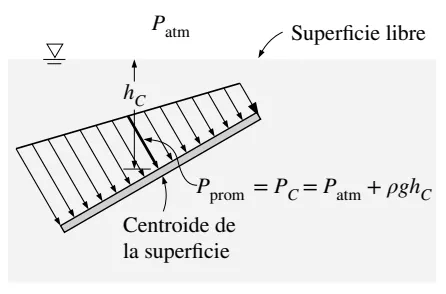 P_atm
Superficie libre
h_C
P_prom = P_C = P_atm + ρgh_C
Centroide de
la superficie